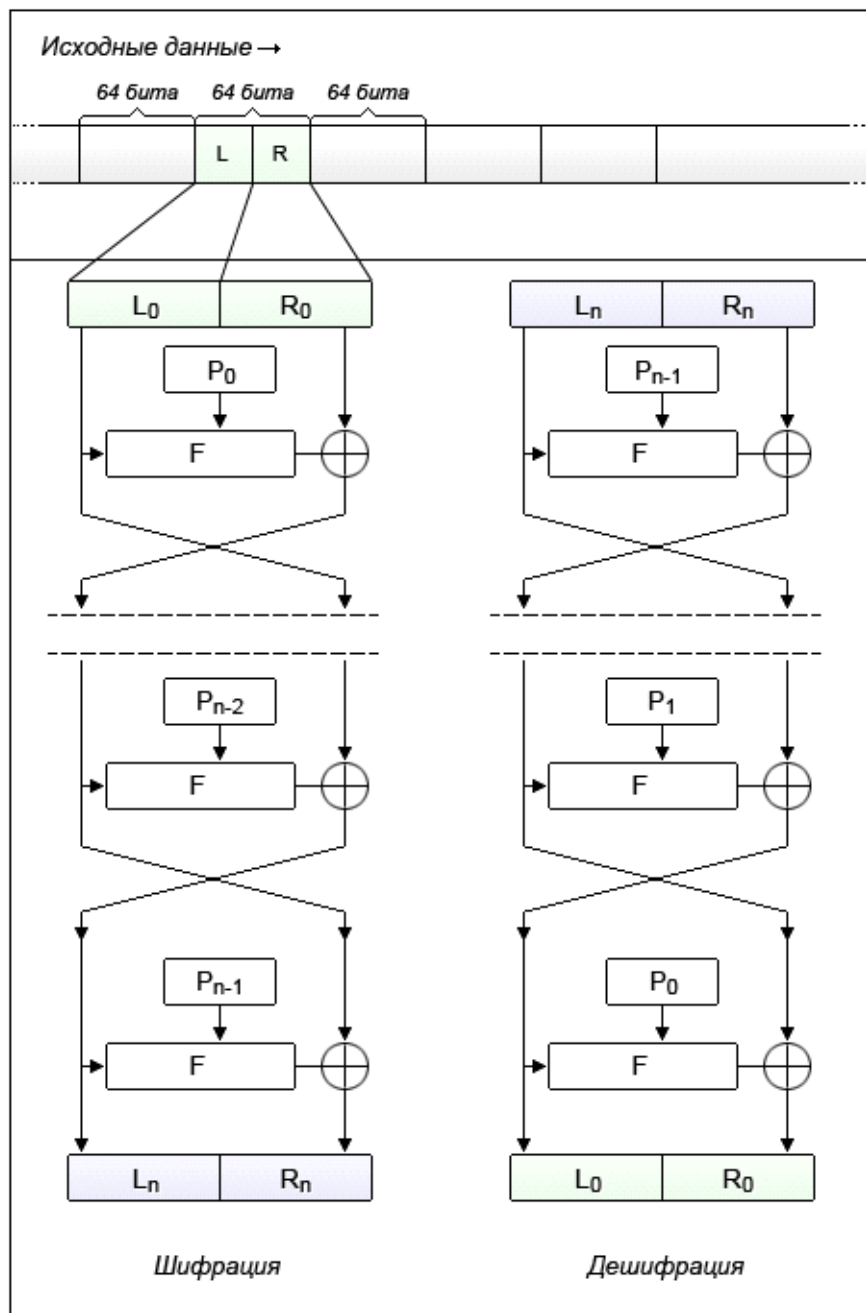 Исходные данные →
64 бита 64 бита 64 бита
L R
L₀ R₀ Lₙ Rₙ
P₀ Pₙ₋₁
F F
Pₙ₋₂ P₁
F F
Pₙ₋₁ P₀
F F
Lₙ Rₙ L₀ R₀
Шифрация Дешифрация